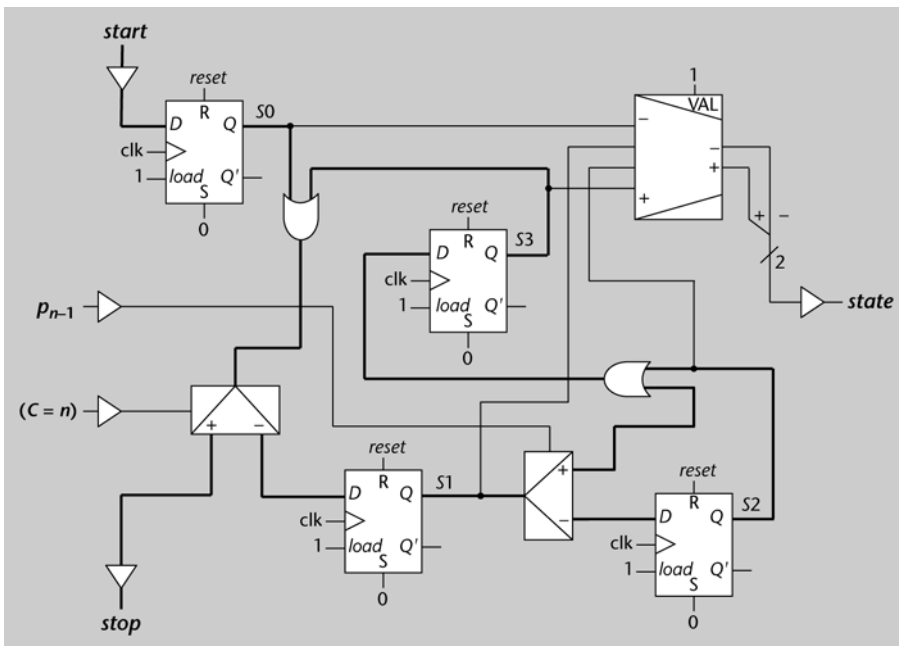 start
reset
R
D Q S0
clk
1 load Q'
S
0
1
VAL
−
+
−
+
+ −
2
state
reset
R
D Q S3
clk
1 load Q'
S
0
pn–1
(C = n)
+ −
stop
reset
R
D Q S1
clk
1 load Q'
S
0
+
−
reset
R
D Q S2
clk
1 load Q'
S
0